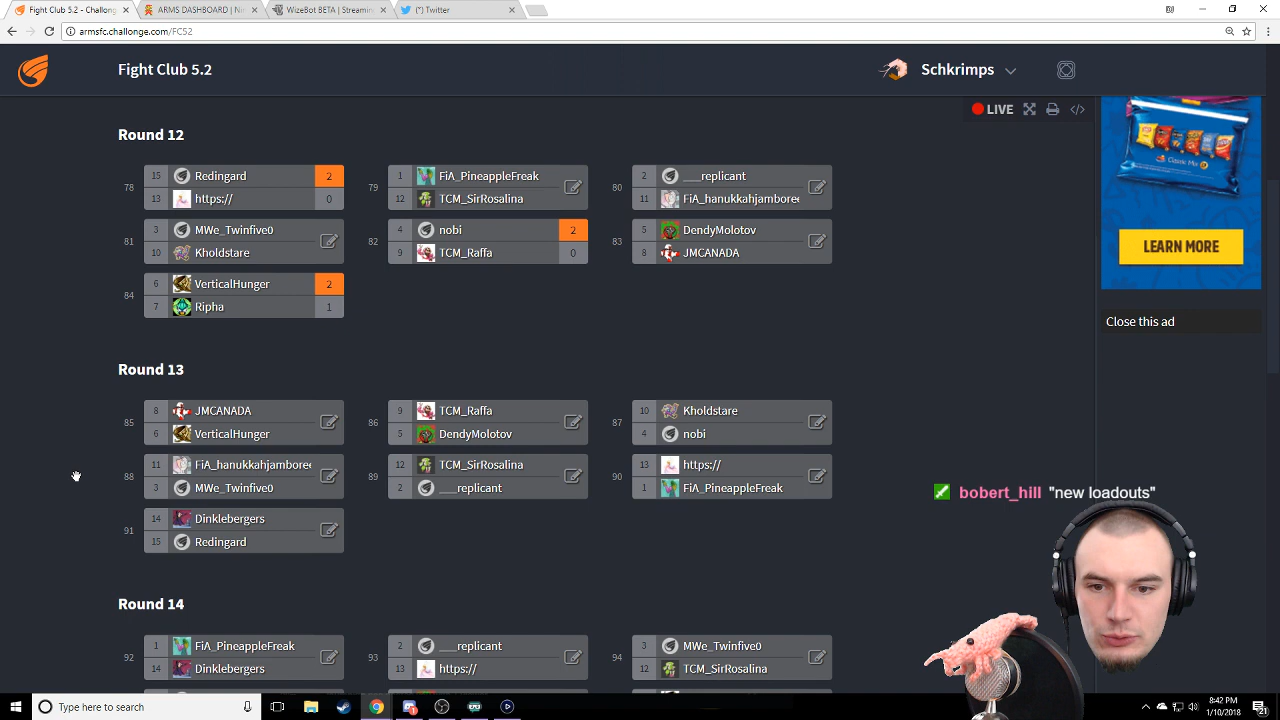 Fight Club 5.2 - Challong
ARMS DASHBOARD | Ni
WizeBot BETA | Streamin
(*) Twitter
armsfc.challonge.com/FC52
Fight Club 5.2
Schkrimps
LIVE
Round 12
78
15 Redingard 2
13 https:// 0
79
1 FiA_PineappleFreak
12 TCM_SirRosalina
80
2 ___replicant
11 FiA_hanukkahjamboree
81
3 MWe_Twinfive0
10 Kholdstare
82
4 nobi 2
9 TCM_Raffa 0
83
5 DendyMolotov
8 JMCANADA
84
6 VerticalHunger 2
7 Ripha 1
Round 13
85
8 JMCANADA
6 VerticalHunger
86
9 TCM_Raffa
5 DendyMolotov
87
10 Kholdstare
4 nobi
88
11 FiA_hanukkahjamboree
3 MWe_Twinfive0
89
12 TCM_SirRosalina
2 ___replicant
90
13 https://
1 FiA_PineappleFreak
91
14 Dinklebergers
15 Redingard
Round 14
92
1 FiA_PineappleFreak
14 Dinklebergers
93
2 ___replicant
13 https://
94
3 MWe_Twinfive0
12 TCM_SirRosalina
Classic Mix
LEARN MORE
Close this ad
bobert_hill "new loadouts"
Type here to search
8:42 PM
1/10/2018